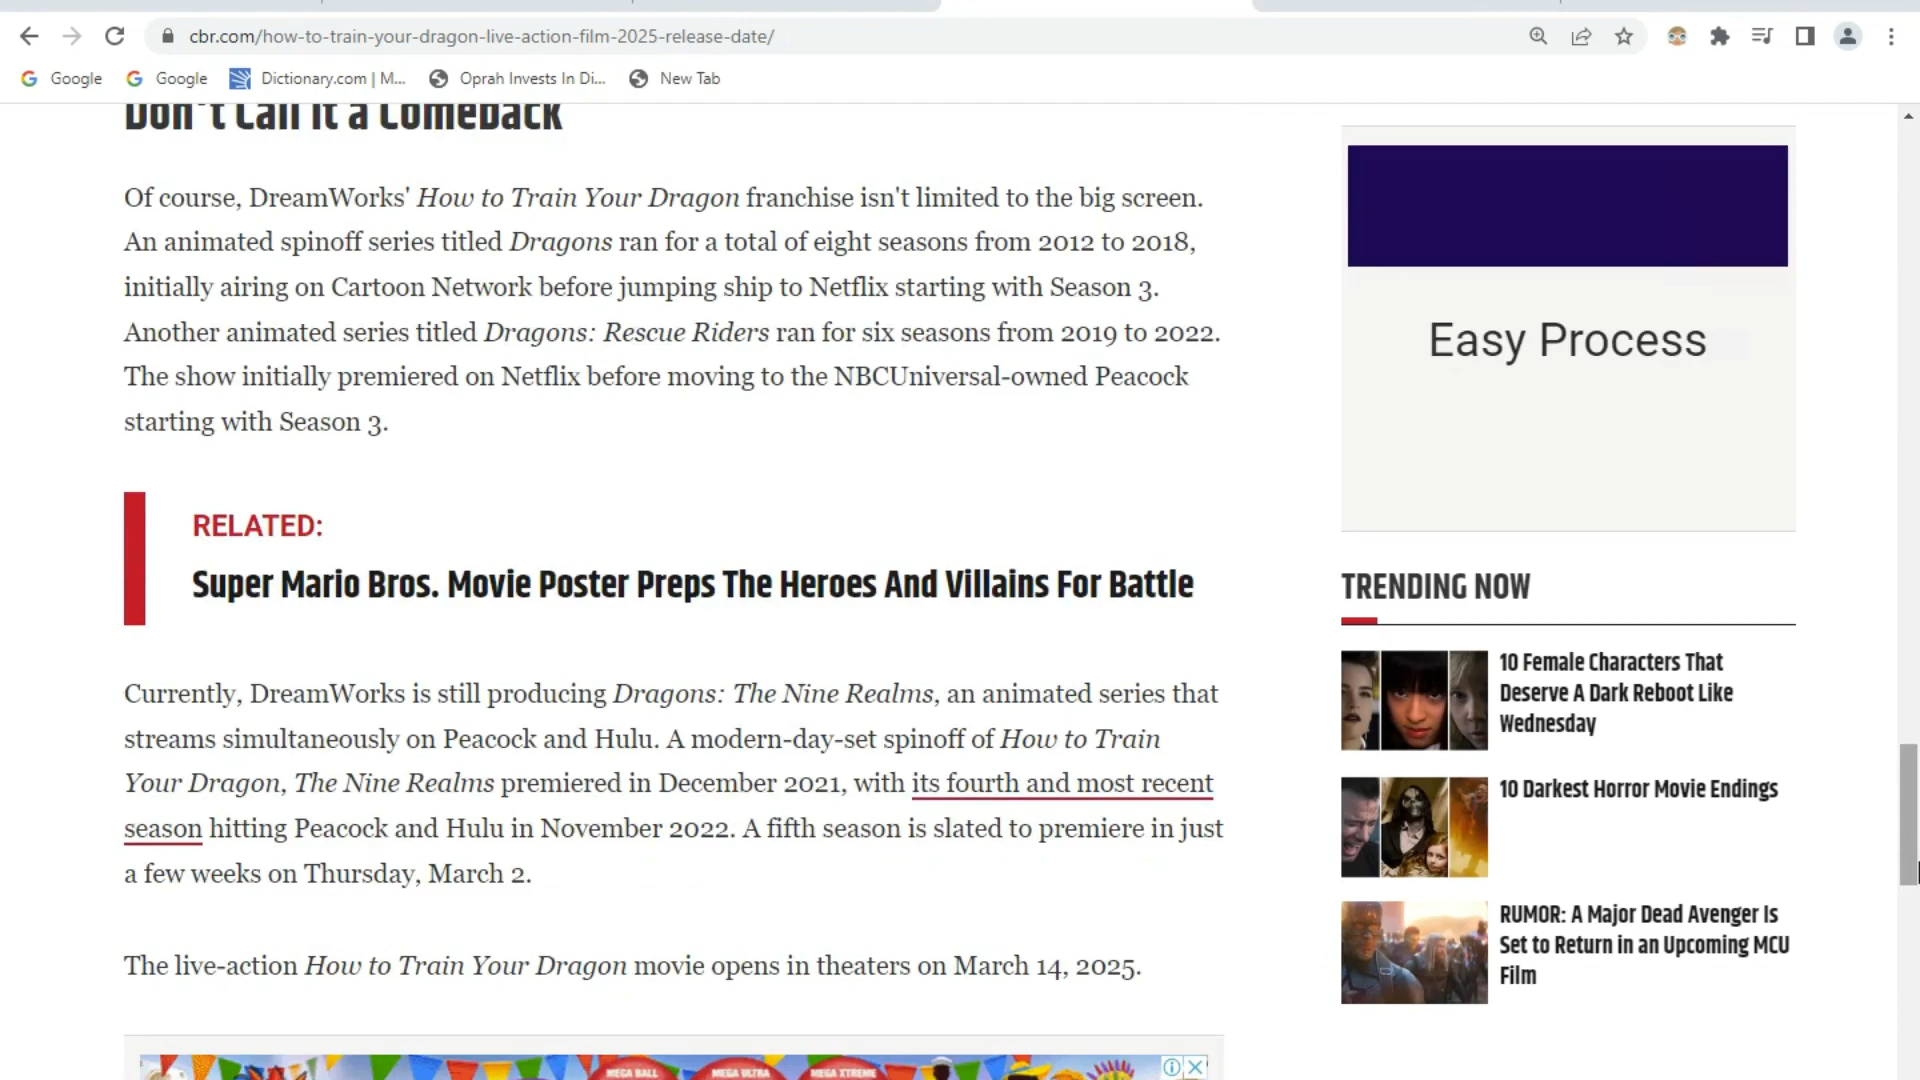 cbr.com/how-to-train-your-dragon-live-action-film-2025-release-date/
Google
Google
Dictionary.com | M...
Oprah Invests In Di...
New Tab
Don't Call It a Comeback
Of course, DreamWorks' How to Train Your Dragon franchise isn't limited to the big screen.
An animated spinoff series titled Dragons ran for a total of eight seasons from 2012 to 2018,
initially airing on Cartoon Network before jumping ship to Netflix starting with Season 3.
Another animated series titled Dragons: Rescue Riders ran for six seasons from 2019 to 2022.
The show initially premiered on Netflix before moving to the NBCUniversal-owned Peacock
starting with Season 3.
RELATED:
Super Mario Bros. Movie Poster Preps The Heroes And Villains For Battle
Currently, DreamWorks is still producing Dragons: The Nine Realms, an animated series that
streams simultaneously on Peacock and Hulu. A modern-day-set spinoff of How to Train
Your Dragon, The Nine Realms premiered in December 2021, with its fourth and most recent
season hitting Peacock and Hulu in November 2022. A fifth season is slated to premiere in just
a few weeks on Thursday, March 2.
The live-action How to Train Your Dragon movie opens in theaters on March 14, 2025.
MEGA BALL
MEGA ULTRA
MEGA XTREME
Easy Process
TRENDING NOW
10 Female Characters That
Deserve A Dark Reboot Like
Wednesday
10 Darkest Horror Movie Endings
RUMOR: A Major Dead Avenger Is
Set to Return in an Upcoming MCU
Film